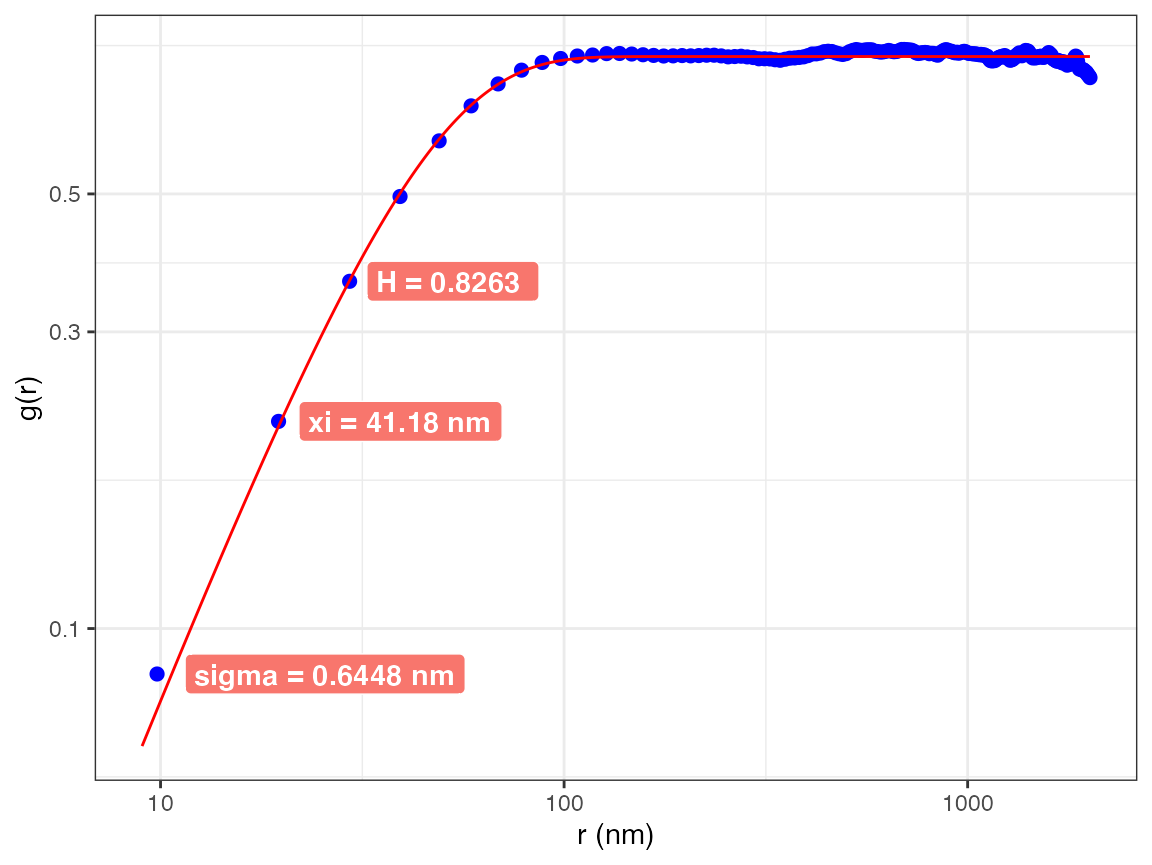 0.5
0.3
0.1
g(r)
H = 0.8263
xi = 41.18 nm
sigma = 0.6448 nm
10
100
1000
r (nm)